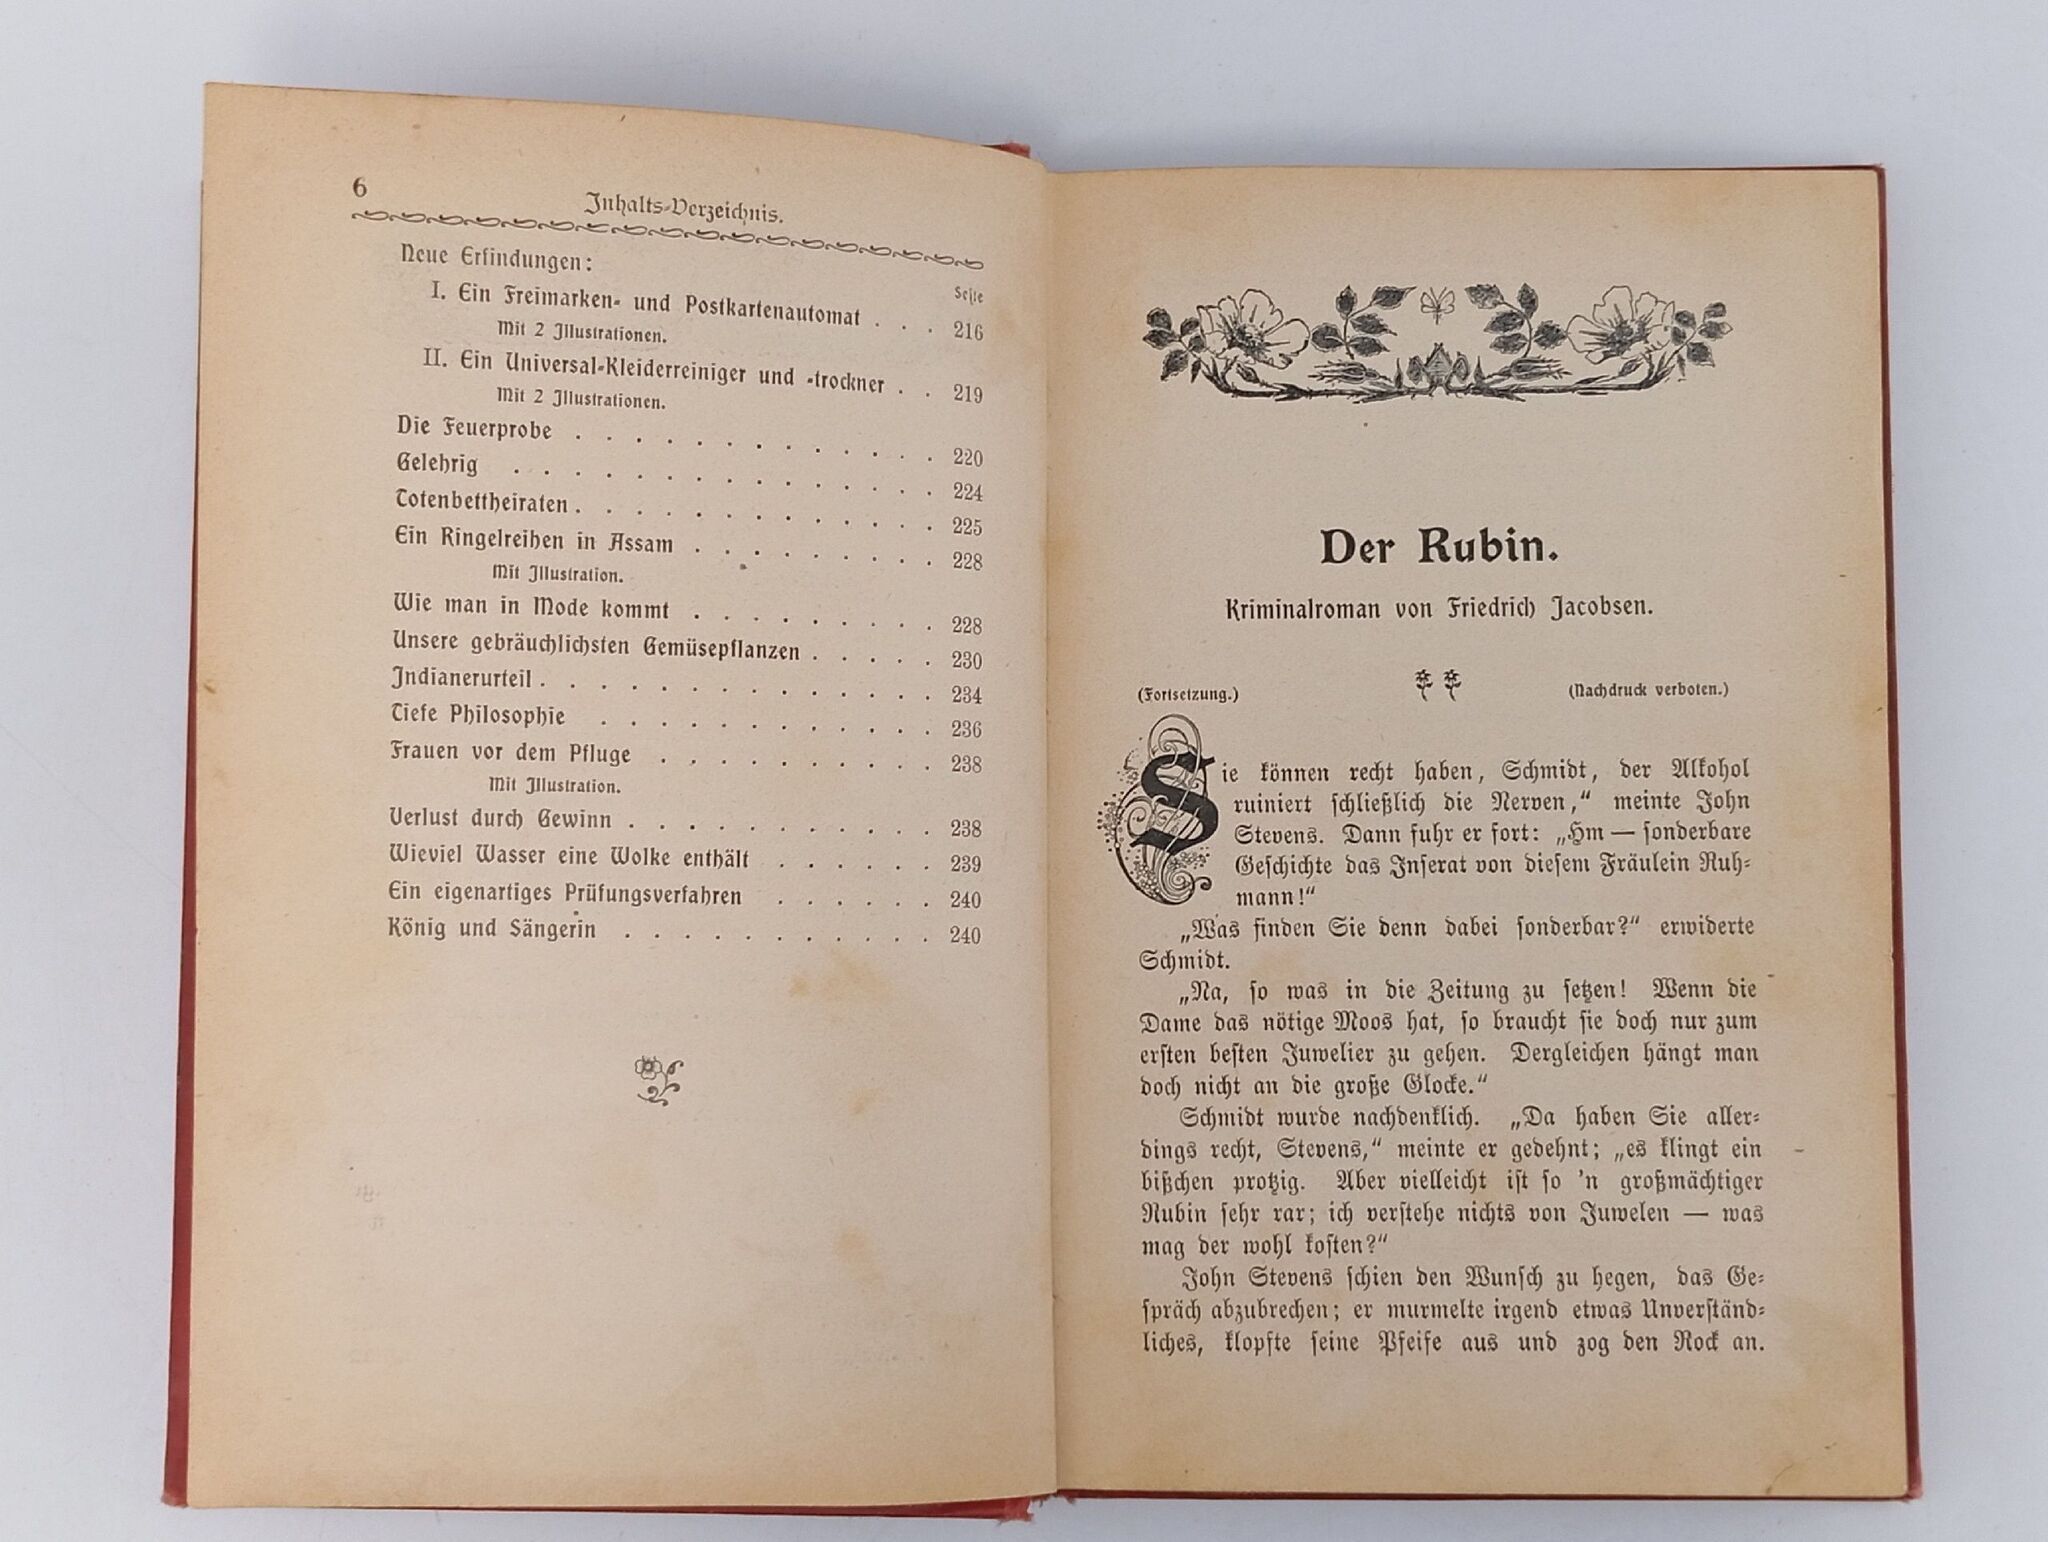 6
Inhalts-Verzeichnis.
Neue Erfindungen:
Seite
I. Ein Freimarken- und Postkartenautomat . . . 216
Mit 2 Illustrationen.
II. Ein Universal-Kleiderreiniger und -trockner . . 219
Mit 2 Illustrationen.
Die Feuerprobe . . . . . . . . . . . . 220
Gelehrig . . . . . . . . . . . . . . 224
Totenbettheiraten . . . . . . . . . . . . 225
Ein Ringelreihen in Assam . . . . . . . . 228
Mit Illustration.
Wie man in Mode kommt . . . . . . . . 228
Unsere gebräuchlichsten Gemüsepflanzen . . . . . 230
Indianerurteil . . . . . . . . . . . . . 234
Tiefe Philosophie . . . . . . . . . . . 236
Frauen vor dem Pfluge . . . . . . . . . 238
Mit Illustration.
Verlust durch Gewinn . . . . . . . . . . 238
Wieviel Wasser eine Wolke enthält . . . . . . 239
Ein eigenartiges Prüfungsverfahren . . . . . . 240
König und Sängerin . . . . . . . . . . . 240
Der Rubin.
Kriminalroman von Friedrich Jacobsen.
(Fortsetzung.) (Nachdruck verboten.)
Sie können recht haben, Schmidt, der Alkohol
ruiniert schließlich die Nerven,“ meinte John
Stevens. Dann fuhr er fort: „Hm — sonderbare
Geschichte das Inserat von diesem Fräulein Ruh-
mann!“
„Was finden Sie denn dabei sonderbar?“ erwiderte
Schmidt.
„Na, so was in die Zeitung zu setzen! Wenn die
Dame das nötige Moos hat, so braucht sie doch nur zum
ersten besten Juwelier zu gehen. Dergleichen hängt man
doch nicht an die große Glocke.“
Schmidt wurde nachdenklich. „Da haben Sie aller-
dings recht, Stevens,“ meinte er gedehnt; „es klingt ein
bißchen protzig. Aber vielleicht ist so 'n großmächtiger
Rubin sehr rar; ich verstehe nichts von Juwelen — was
mag der wohl kosten?“
John Stevens schien den Wunsch zu hegen, das Ge-
spräch abzubrechen; er murmelte irgend etwas Unverständ-
liches, klopfte seine Pfeife aus und zog den Rock an.